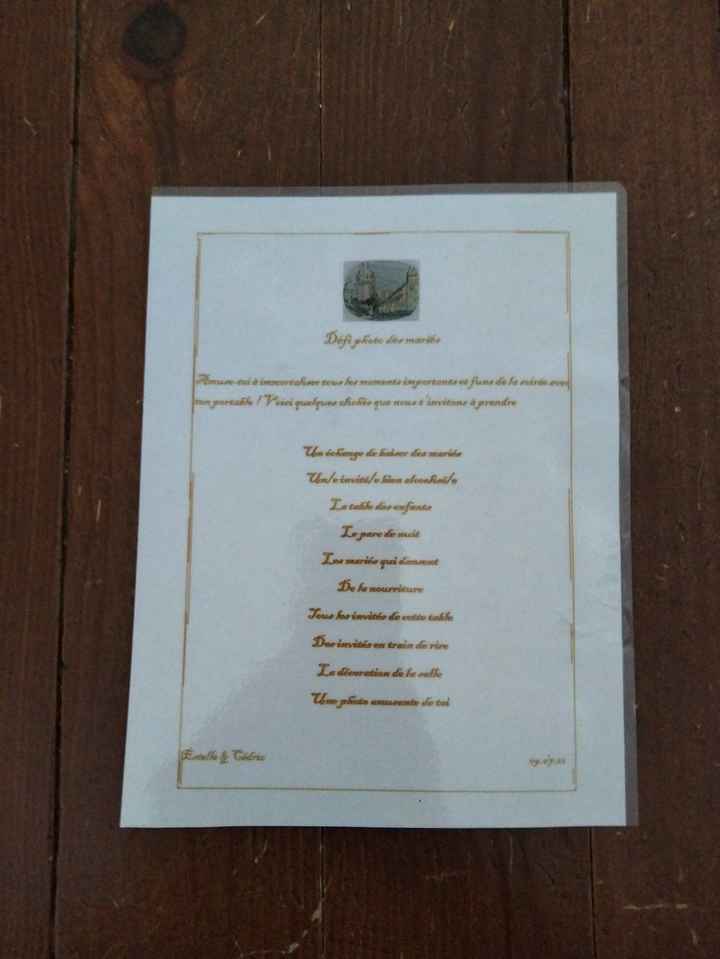 Défi photo des mariés
Amuse-toi à immortaliser tous les moments importants et funs de la soirée avec
ton portable ! Voici quelques clichés que nous t'invitons à prendre
Un échange de baiser des mariés
Un/e invité/e bien alcoolisé/e
La table des enfants
Le parc de nuit
Les mariés qui dansent
De la nourriture
Tous les invités de cette table
Des invités en train de rire
La décoration de la salle
Une photo amusante de toi
Estelle & Cédric